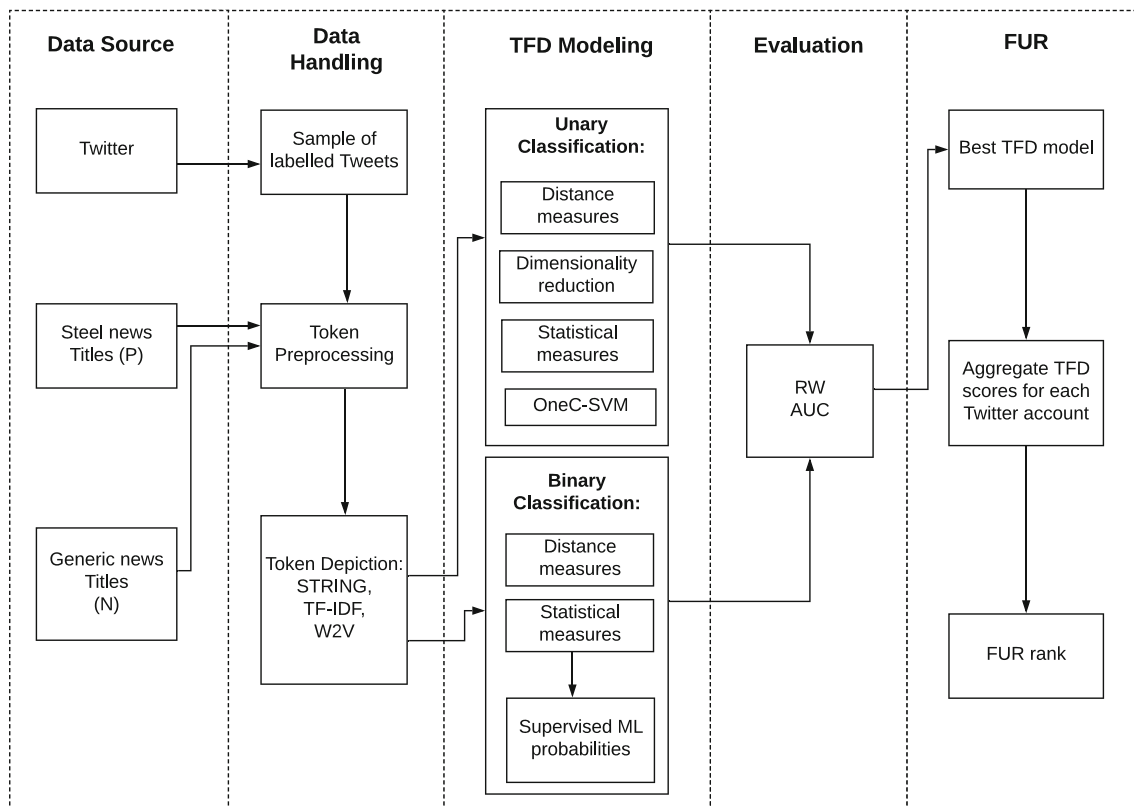 Data Source
Twitter
Steel news
Titles (P)
Generic news
Titles
(N)
Data
Handling
Sample of
labelled Tweets
Token
Preprocessing
Token Depiction:
STRING,
TF-IDF,
W2V
TFD Modeling
Unary
Classification:
Distance
measures
Dimensionality
reduction
Statistical
measures
OneC-SVM
Binary
Classification:
Distance
measures
Statistical
measures
Supervised ML
probabilities
Evaluation
RW
AUC
FUR
Best TFD model
Aggregate TFD
scores for each
Twitter account
FUR rank